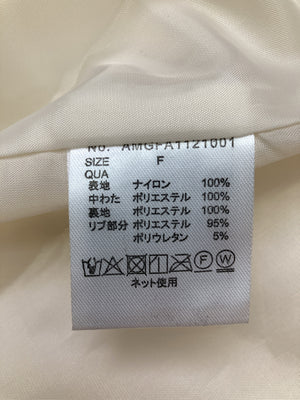 No. AMGFA1121001
SIZE F
QUA
表地 ナイロン 100%
中わた ポリエステル 100%
裏地 ポリエステル 100%
リブ部分 ポリエステル 95%
ポリウレタン 5%
F W
ネット使用